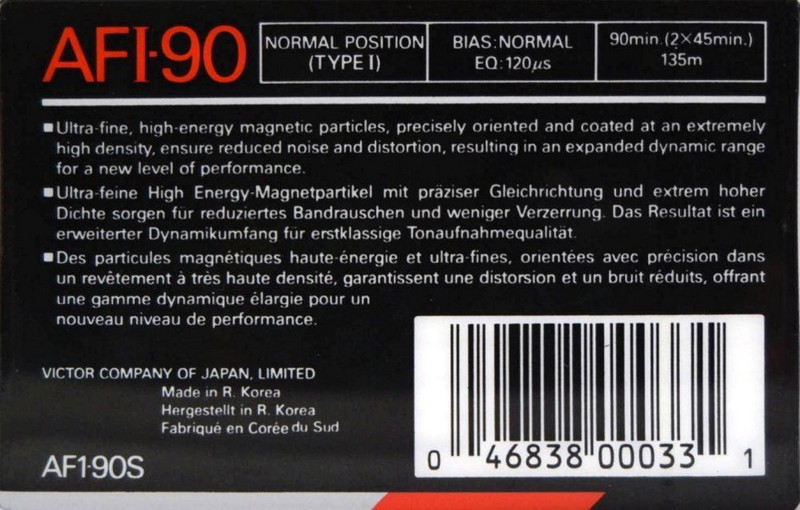 AFI-90
NORMAL POSITION
(TYPE I)
BIAS:NORMAL
EQ:120μs
90min.(2×45min.)
135m
■Ultra-fine, high-energy magnetic particles, precisely oriented and coated at an extremely
high density, ensure reduced noise and distortion, resulting in an expanded dynamic range
for a new level of performance.
■Ultra-feine High Energy-Magnetpartikel mit präziser Gleichrichtung und extrem hoher
Dichte sorgen für reduziertes Bandrauschen und weniger Verzerrung. Das Resultat ist ein
erweiterter Dynamikumfang für erstklassige Tonaufnahmequalität.
■Des particules magnétiques haute-énergie et ultra-fines, orientées avec précision dans
un revêtement à très haute densité, garantissent une distorsion et un bruit réduits, offrant
une gamme dynamique élargie pour un
nouveau niveau de performance.
VICTOR COMPANY OF JAPAN, LIMITED
Made in R. Korea
Hergestellt in R. Korea
Fabriqué en Corée du Sud
AF1-90S
0 46838 00033 1